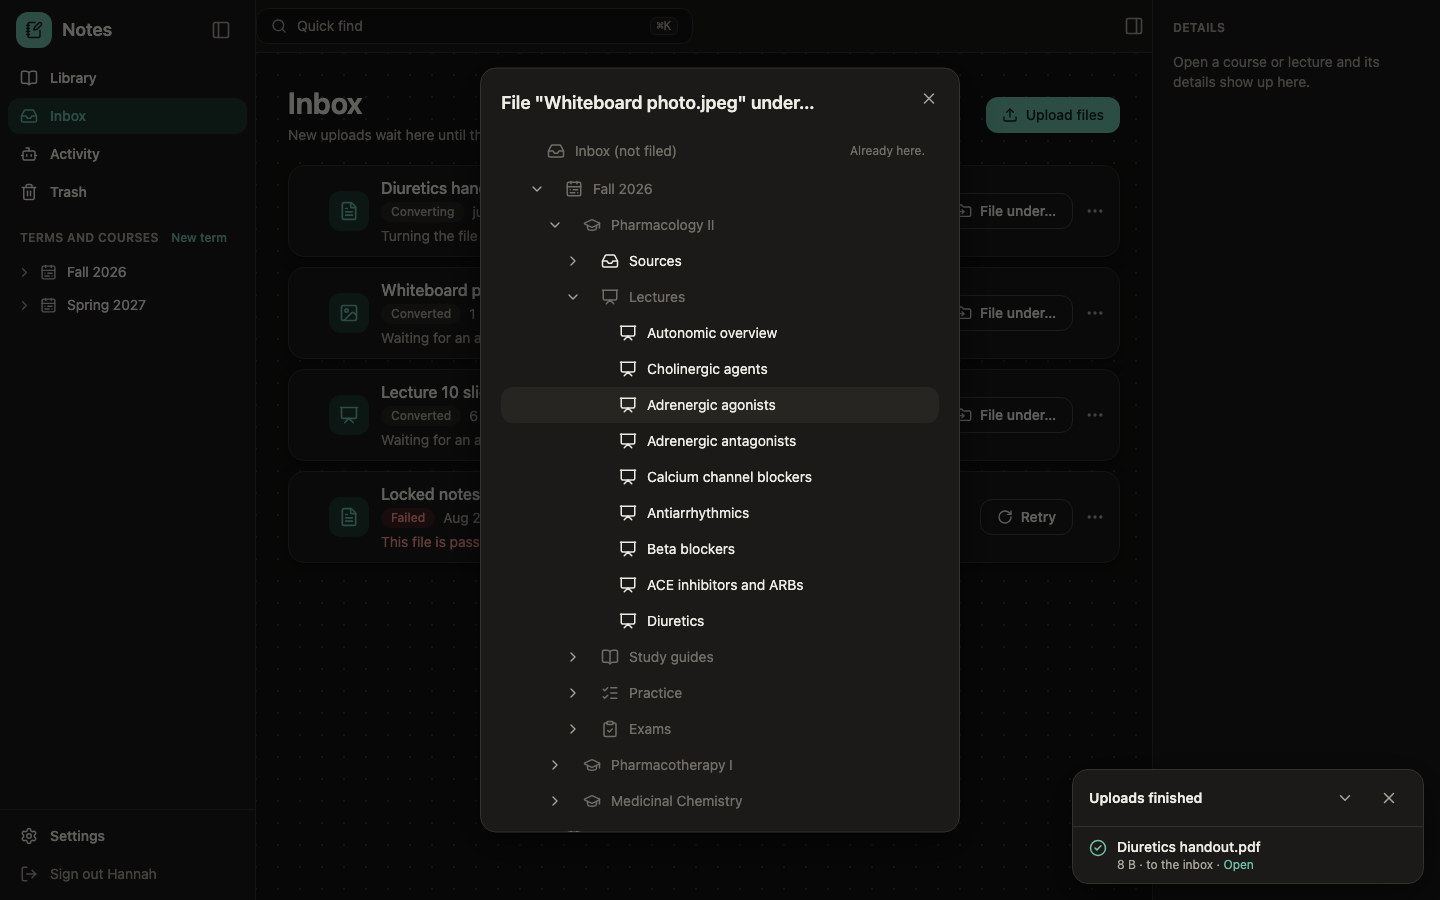 Notes
Quick find
⌘K
Library
Inbox
Activity
Trash
TERMS AND COURSES
New term
Fall 2026
Spring 2027
Settings
Sign out Hannah
Inbox
New uploads wait here until
Upload files
Diuretics
Converting
Turning the file
File under...
Whiteboard
Converted 1
Waiting for an
File under...
Lecture 10
Converted 6
Waiting for an
File under...
Locked notes
Failed Aug
This file is
Retry
File "Whiteboard photo.jpeg" under...
Inbox (not filed)
Already here.
Fall 2026
Pharmacology II
Sources
Lectures
Autonomic overview
Cholinergic agents
Adrenergic agonists
Adrenergic antagonists
Calcium channel blockers
Antiarrhythmics
Beta blockers
ACE inhibitors and ARBs
Diuretics
Study guides
Practice
Exams
Pharmacotherapy I
Medicinal Chemistry
DETAILS
Open a course or lecture and its
details show up here.
Uploads finished
Diuretics handout.pdf
8 B · to the inbox · Open